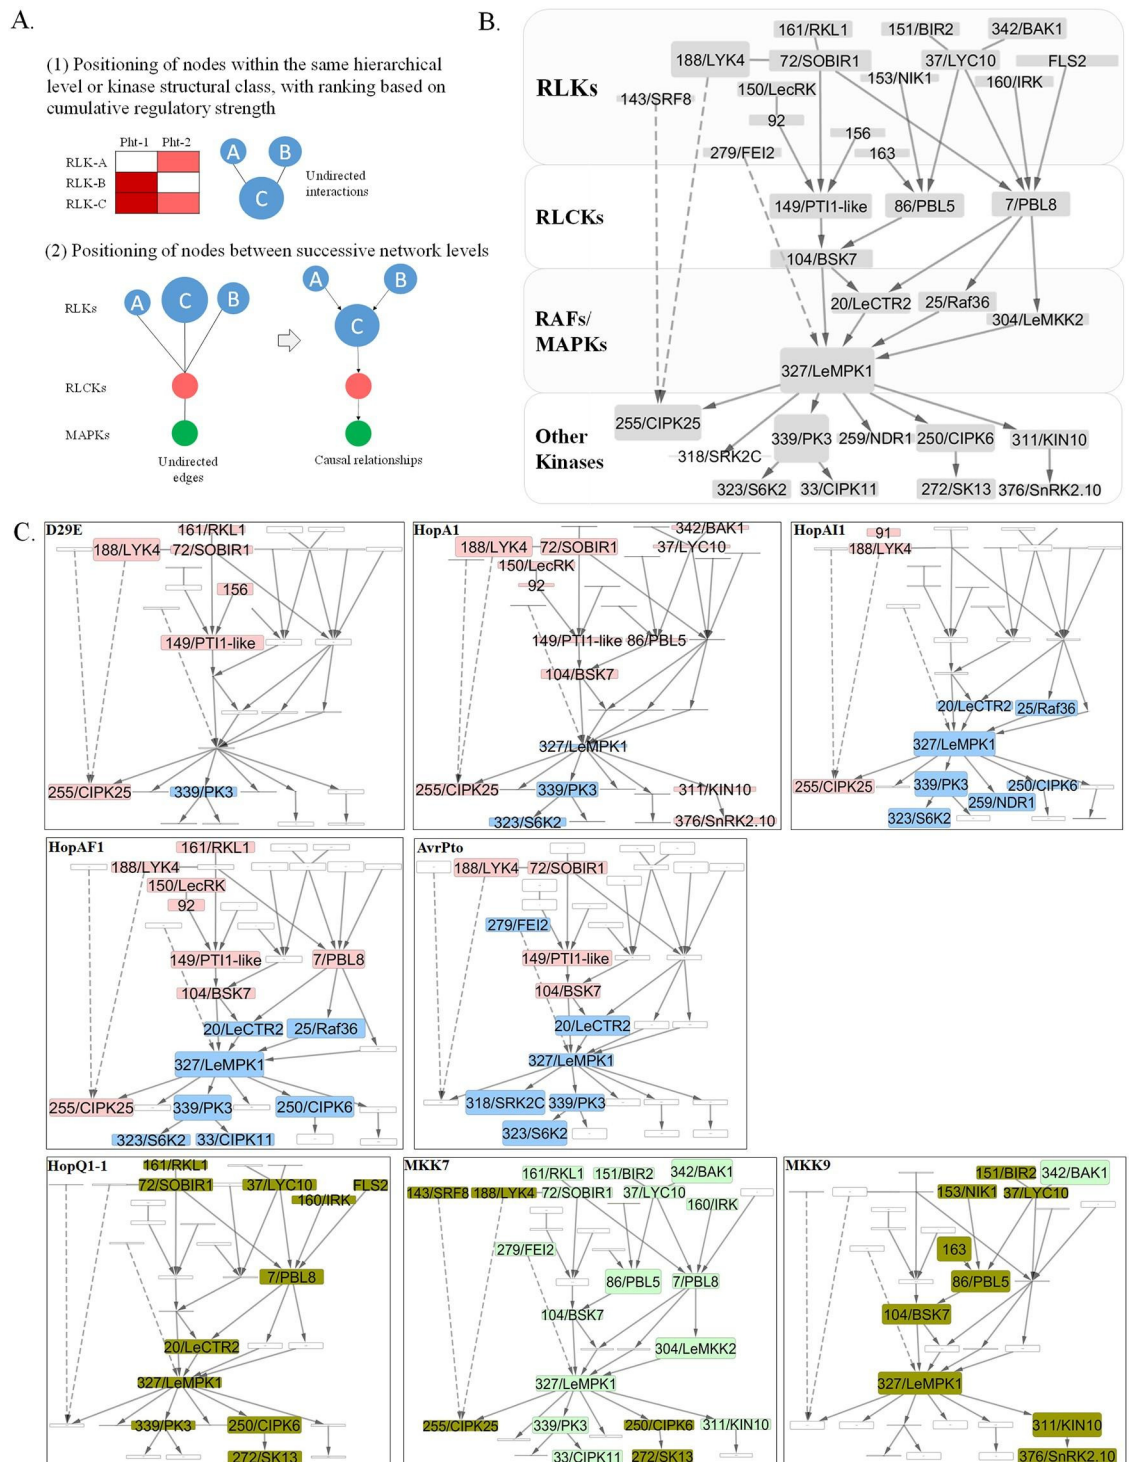 A.
(1) Positioning of nodes within the same hierarchical
level or kinase structural class, with ranking based on
cumulative regulatory strength
Pht-1 Pht-2
RLK-A
RLK-B
RLK-C
A B
C
Undirected
interactions
(2) Positioning of nodes between successive network levels
RLKs
A C B
A B
C
RLCKs
MAPKs
Undirected
edges
Causal relationships
B.
161/RKL1 151/BIR2 342/BAK1
188/LYK4 72/SOBIR1 37/LYC10 FLS2
RLKs
153/NIK1 160/IRK
143/SRF8 150/LecRK
92
156
279/FEI2 163
RLCKs
149/PTI1-like 86/PBL5 7/PBL8
104/BSK7
RAFs/
MAPKs
20/LeCTR2 25/Raf36
304/LeMKK2
327/LeMPK1
Other
Kinases
255/CIPK25
339/PK3 259/NDR1 250/CIPK6 311/KIN10
318/SRK2C
323/S6K2 33/CIPK11 272/SK13 376/SnRK2.10
C.
D29E
161/RKL1
188/LYK4 72/SOBIR1
156
149/PTI1-like
255/CIPK25 339/PK3
HopA1
342/BAK1
188/LYK4 72/SOBIR1 37/LYC10
150/LecRK
92
149/PTI1-like 86/PBL5
104/BSK7
327/LeMPK1
255/CIPK25 339/PK3 311/KIN10
323/S6K2 376/SnRK2.10
HopAI1
91
188/LYK4
20/LeCTR2 25/Raf36
327/LeMPK1
255/CIPK25 339/PK3 250/CIPK6
259/NDR1
323/S6K2
HopAF1
161/RKL1
188/LYK4
150/LecRK
92
149/PTI1-like 7/PBL8
104/BSK7
20/LeCTR2 25/Raf36
327/LeMPK1
255/CIPK25 339/PK3 250/CIPK6
323/S6K2 33/CIPK11
AvrPto
188/LYK4 72/SOBIR1
279/FEI2
149/PTI1-like
104/BSK7
20/LeCTR2
327/LeMPK1
318/SRK2C 339/PK3
323/S6K2
HopQ1-1
161/RKL1
72/SOBIR1 37/LYC10 FLS2
160/IRK
7/PBL8
20/LeCTR2
327/LeMPK1
339/PK3 250/CIPK6
272/SK13
MKK7
161/RKL1 151/BIR2 342/BAK1
143/SRF8 188/LYK4 72/SOBIR1 37/LYC10
160/IRK
279/FEI2
86/PBL5 7/PBL8
104/BSK7
304/LeMKK2
327/LeMPK1
255/CIPK25 339/PK3 250/CIPK6 311/KIN10
33/CIPK11 272/SK13
MKK9
151/BIR2 342/BAK1
153/NIK1 37/LYC10
163
86/PBL5
104/BSK7
327/LeMPK1
311/KIN10
376/SnRK2.10